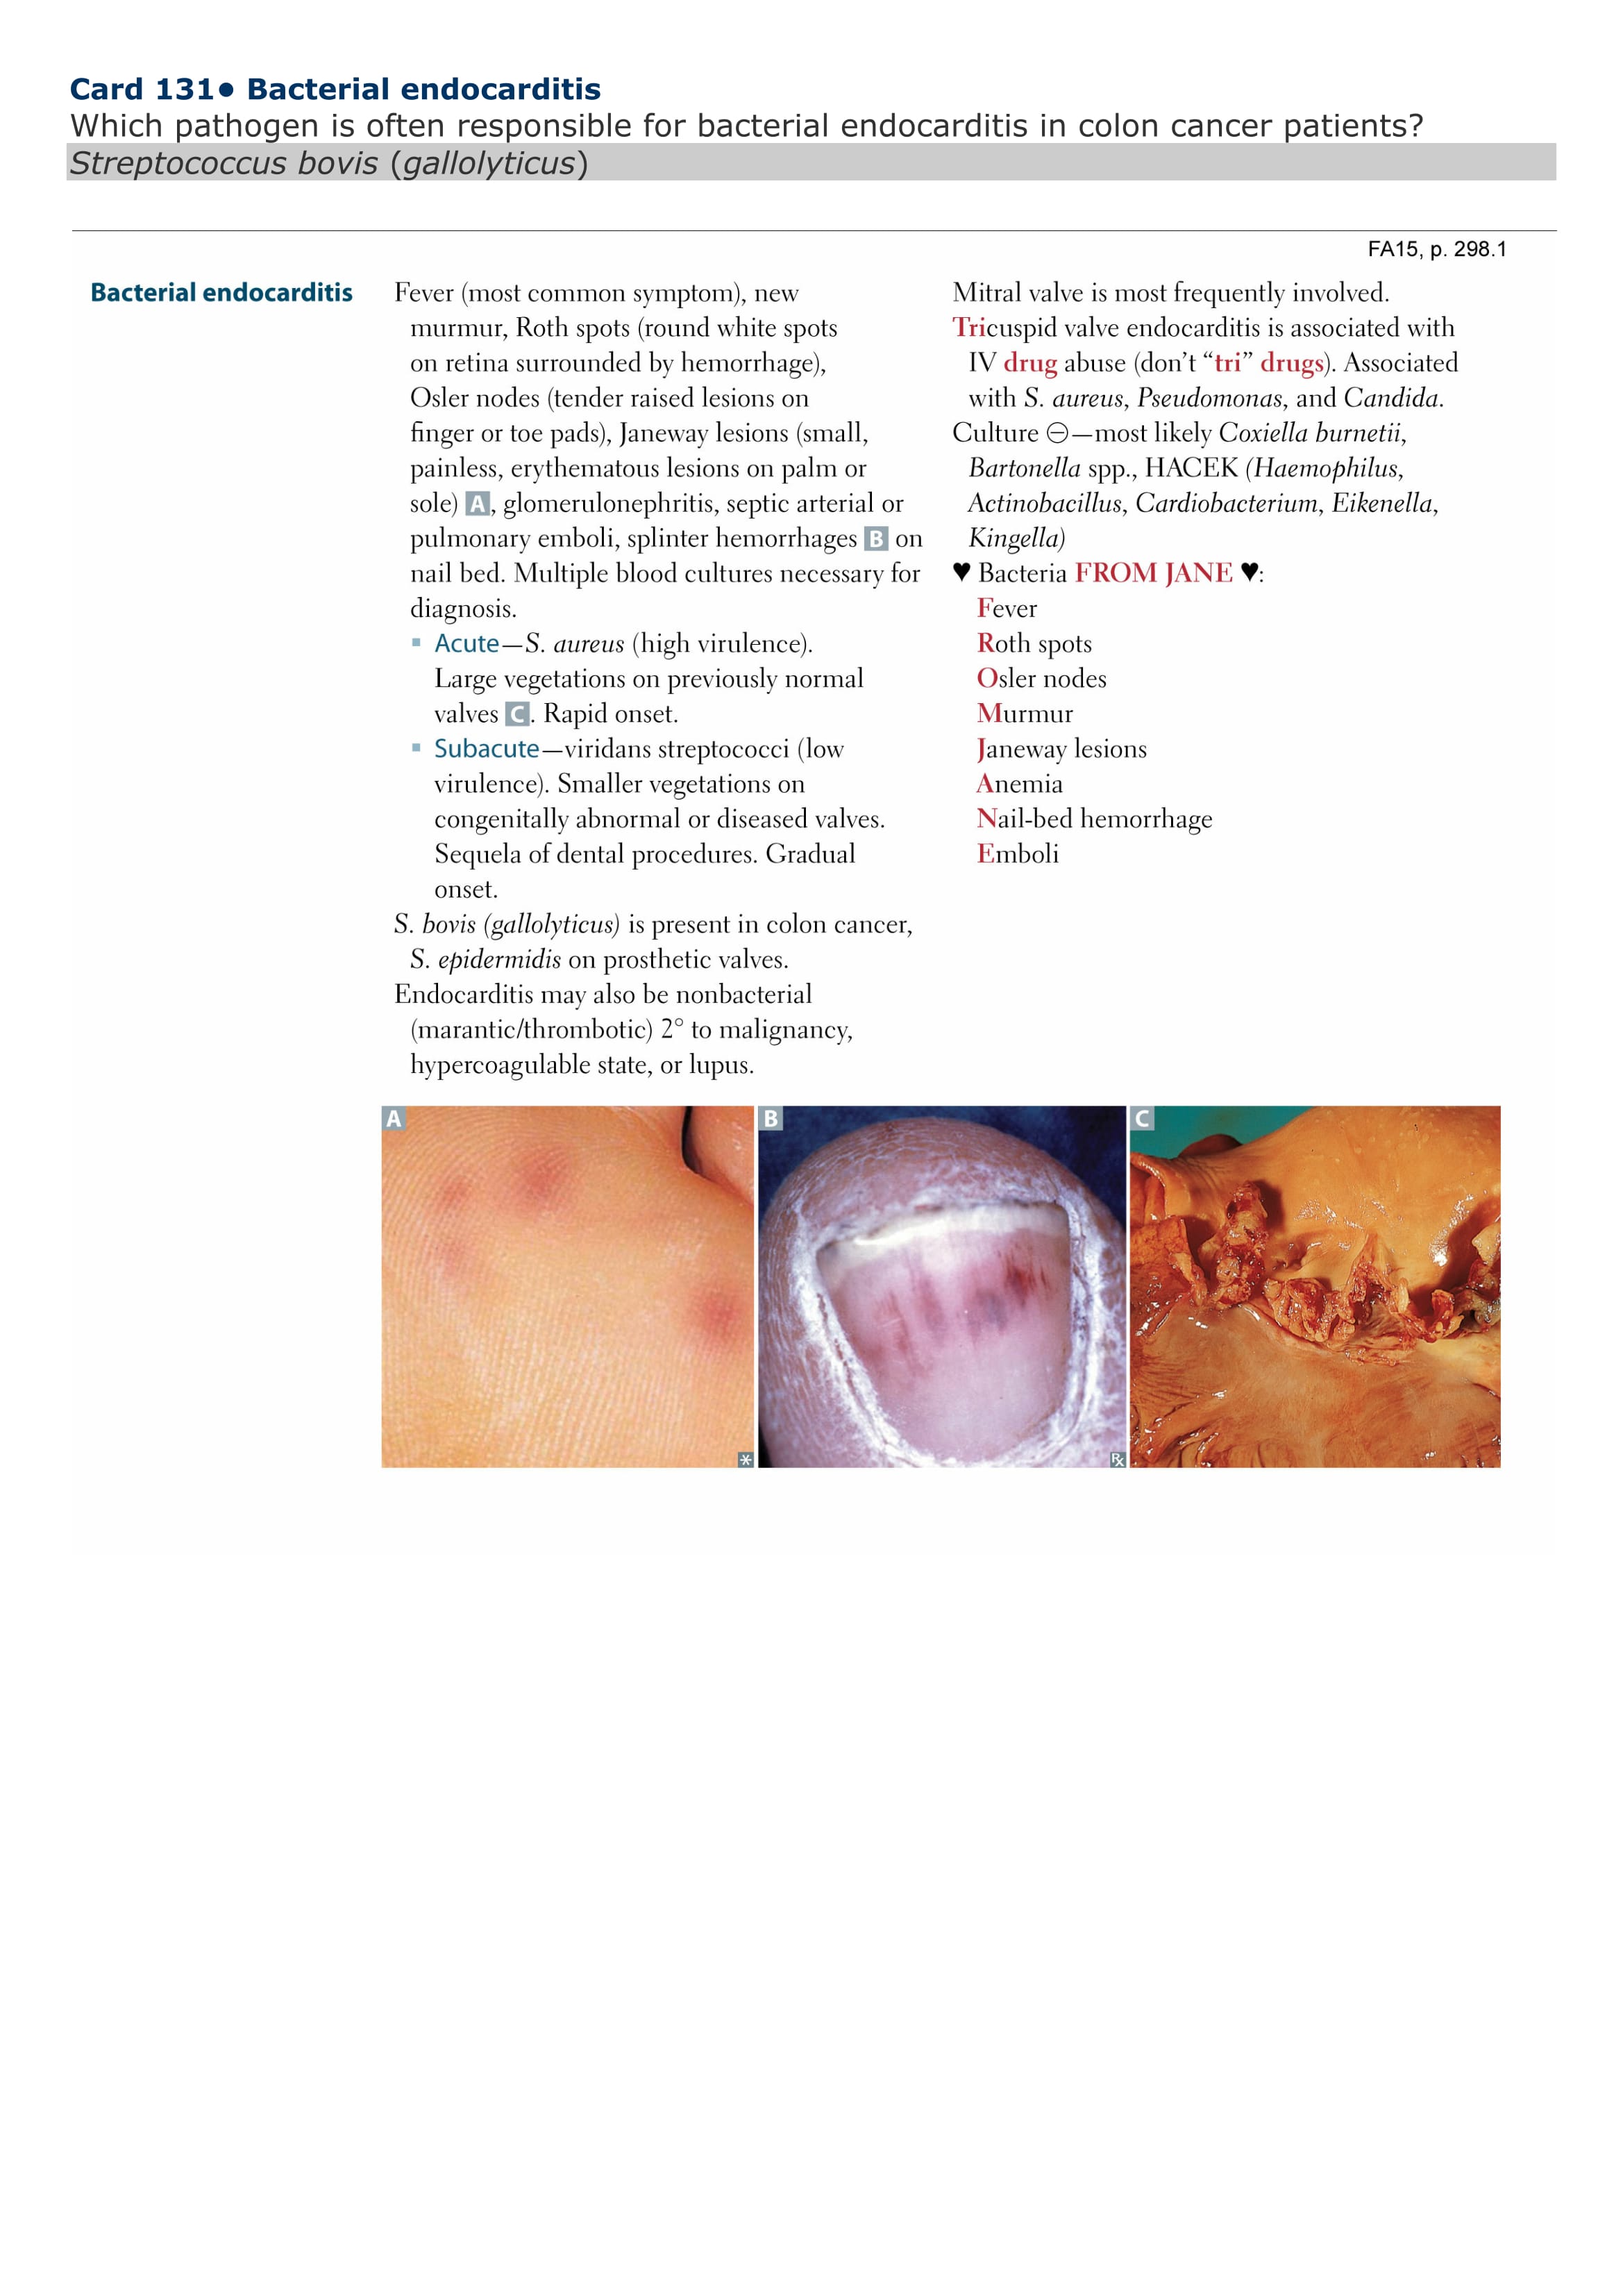 Card 131● Bacterial endocarditis
Which pathogen is often responsible for bacterial endocarditis in colon cancer patients?
Streptococcus bovis (gallolyticus)
FA15, p. 298.1
Bacterial endocarditis
Fever (most common symptom), new
murmur, Roth spots (round white spots
on retina surrounded by hemorrhage),
Osler nodes (tender raised lesions on
finger or toe pads), Janeway lesions (small,
painless, erythematous lesions on palm or
sole) A, glomerulonephritis, septic arterial or
pulmonary emboli, splinter hemorrhages B on
nail bed. Multiple blood cultures necessary for
diagnosis.
▪ Acute—S. aureus (high virulence).
Large vegetations on previously normal
valves C. Rapid onset.
▪ Subacute—viridans streptococci (low
virulence). Smaller vegetations on
congenitally abnormal or diseased valves.
Sequela of dental procedures. Gradual
onset.
S. bovis (gallolyticus) is present in colon cancer,
S. epidermidis on prosthetic valves.
Endocarditis may also be nonbacterial
(marantic/thrombotic) 2° to malignancy,
hypercoagulable state, or lupus.
Mitral valve is most frequently involved.
Tricuspid valve endocarditis is associated with
IV drug abuse (don’t “tri” drugs). Associated
with S. aureus, Pseudomonas, and Candida.
Culture ⊖—most likely Coxiella burnetii,
Bartonella spp., HACEK (Haemophilus,
Actinobacillus, Cardiobacterium, Eikenella,
Kingella)
♥ Bacteria FROM JANE ♥:
Fever
Roth spots
Osler nodes
Murmur
Janeway lesions
Anemia
Nail-bed hemorrhage
Emboli
A
B
C
*
℞